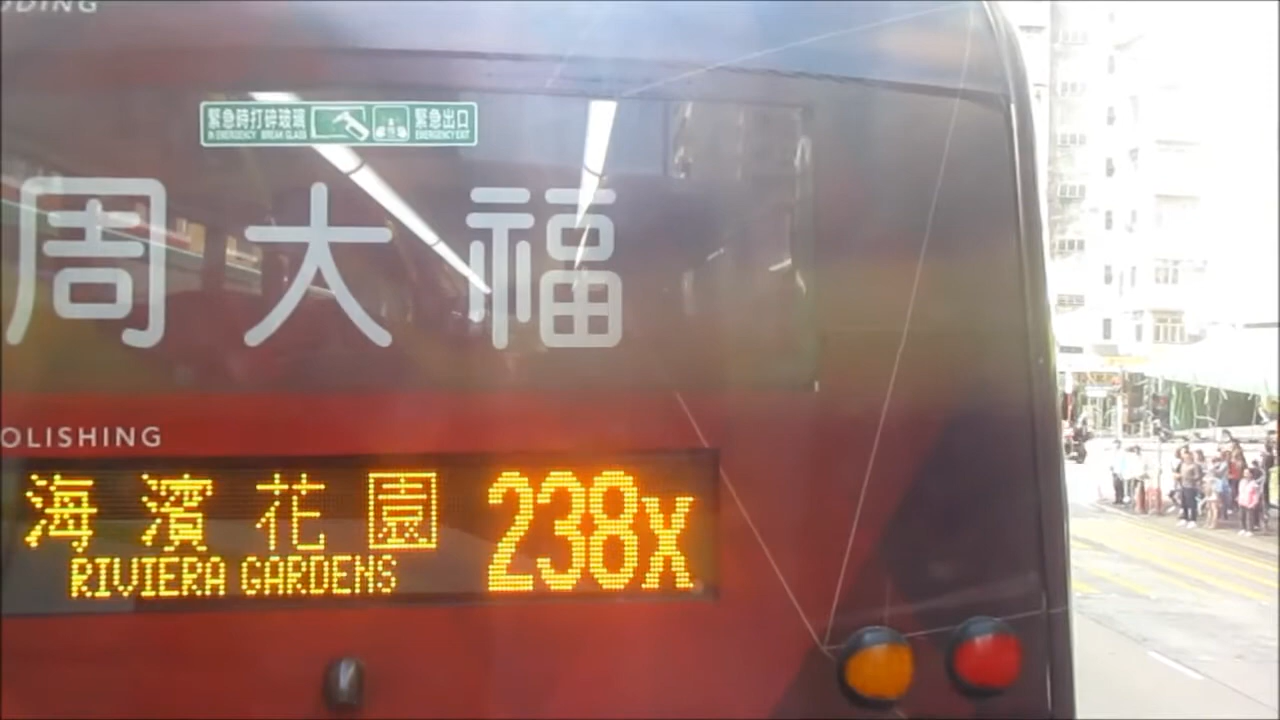 DDING
緊急時打碎玻璃 緊急出口
IN EMERGENCY BREAK GLASS EMERGENCY EXIT
周大福
OLISHING
海濱花園 238X
RIVIERA GARDENS